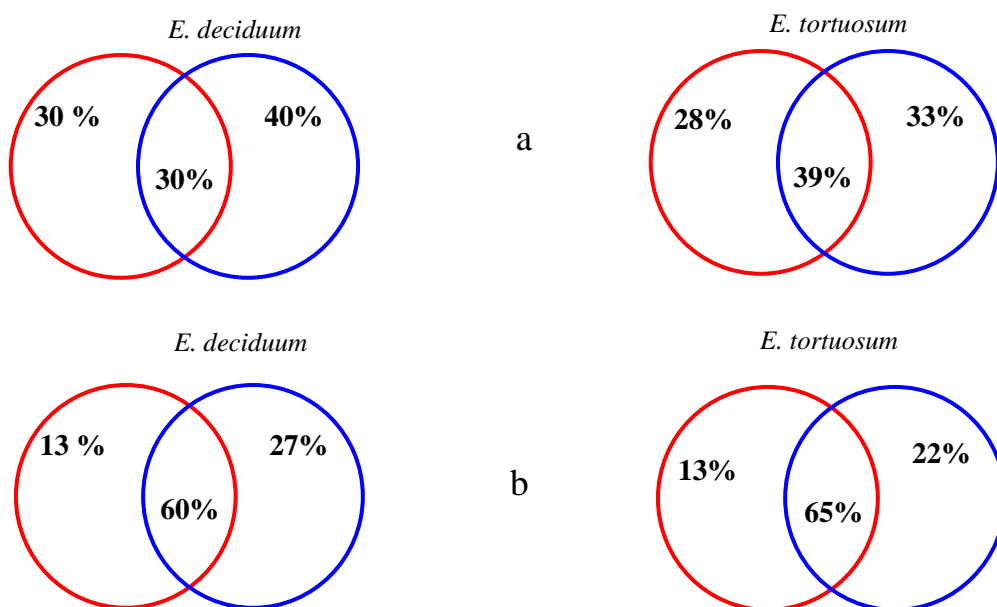 E. deciduum
E. tortuosum
30 %
40%
30%
a
28%
33%
39%
E. deciduum
E. tortuosum
13 %
27%
60%
b
13%
22%
65%